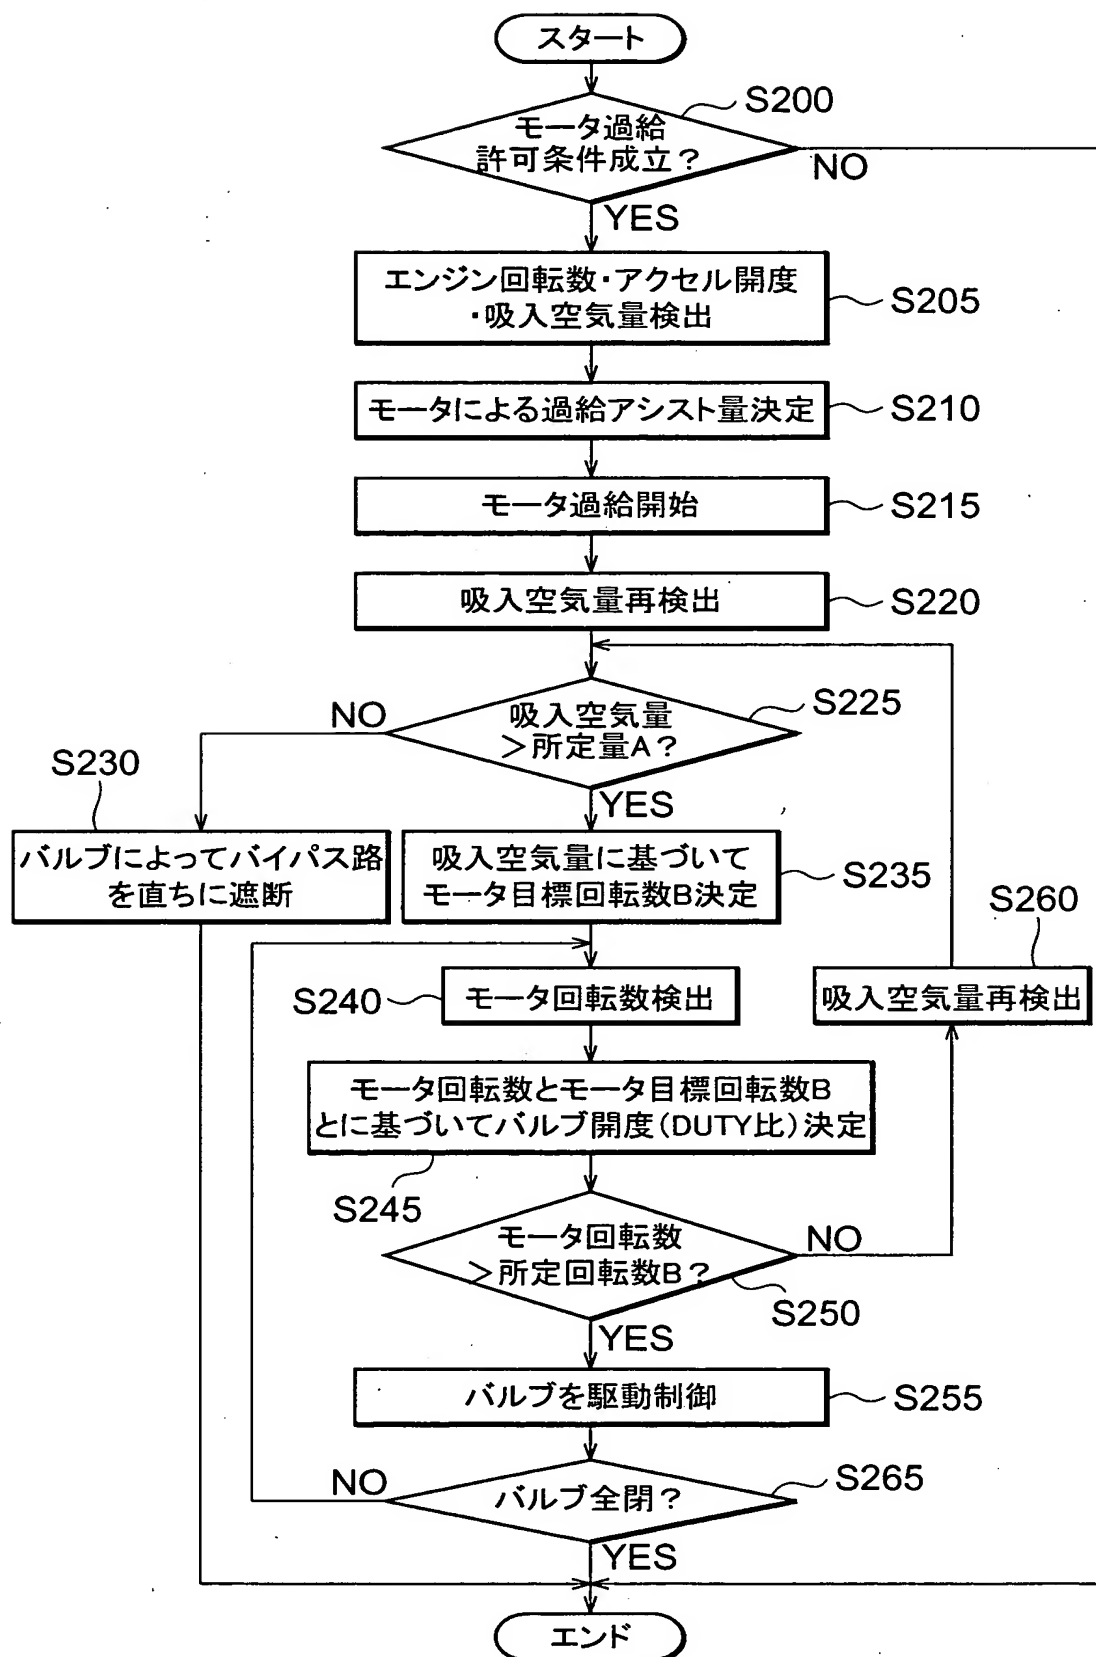 スタート
S200
モータ過給
許可条件成立?
NO
YES
エンジン回転数・アクセル開度
・吸入空気量検出
S205
モータによる過給アシスト量決定
S210
モータ過給開始
S215
吸入空気量再検出
S220
NO
吸入空気量
>所定量A?
S225
S230
YES
バルブによってバイパス路
を直ちに遮断
吸入空気量に基づいて
モータ目標回転数B決定
S235
S260
S240
モータ回転数検出
吸入空気量再検出
モータ回転数とモータ目標回転数B
とに基づいてバルブ開度(DUTY比)決定
S245
モータ回転数
>所定回転数B?
NO
S250
YES
バルブを駆動制御
S255
NO
バルブ全閉?
S265
YES
エンド